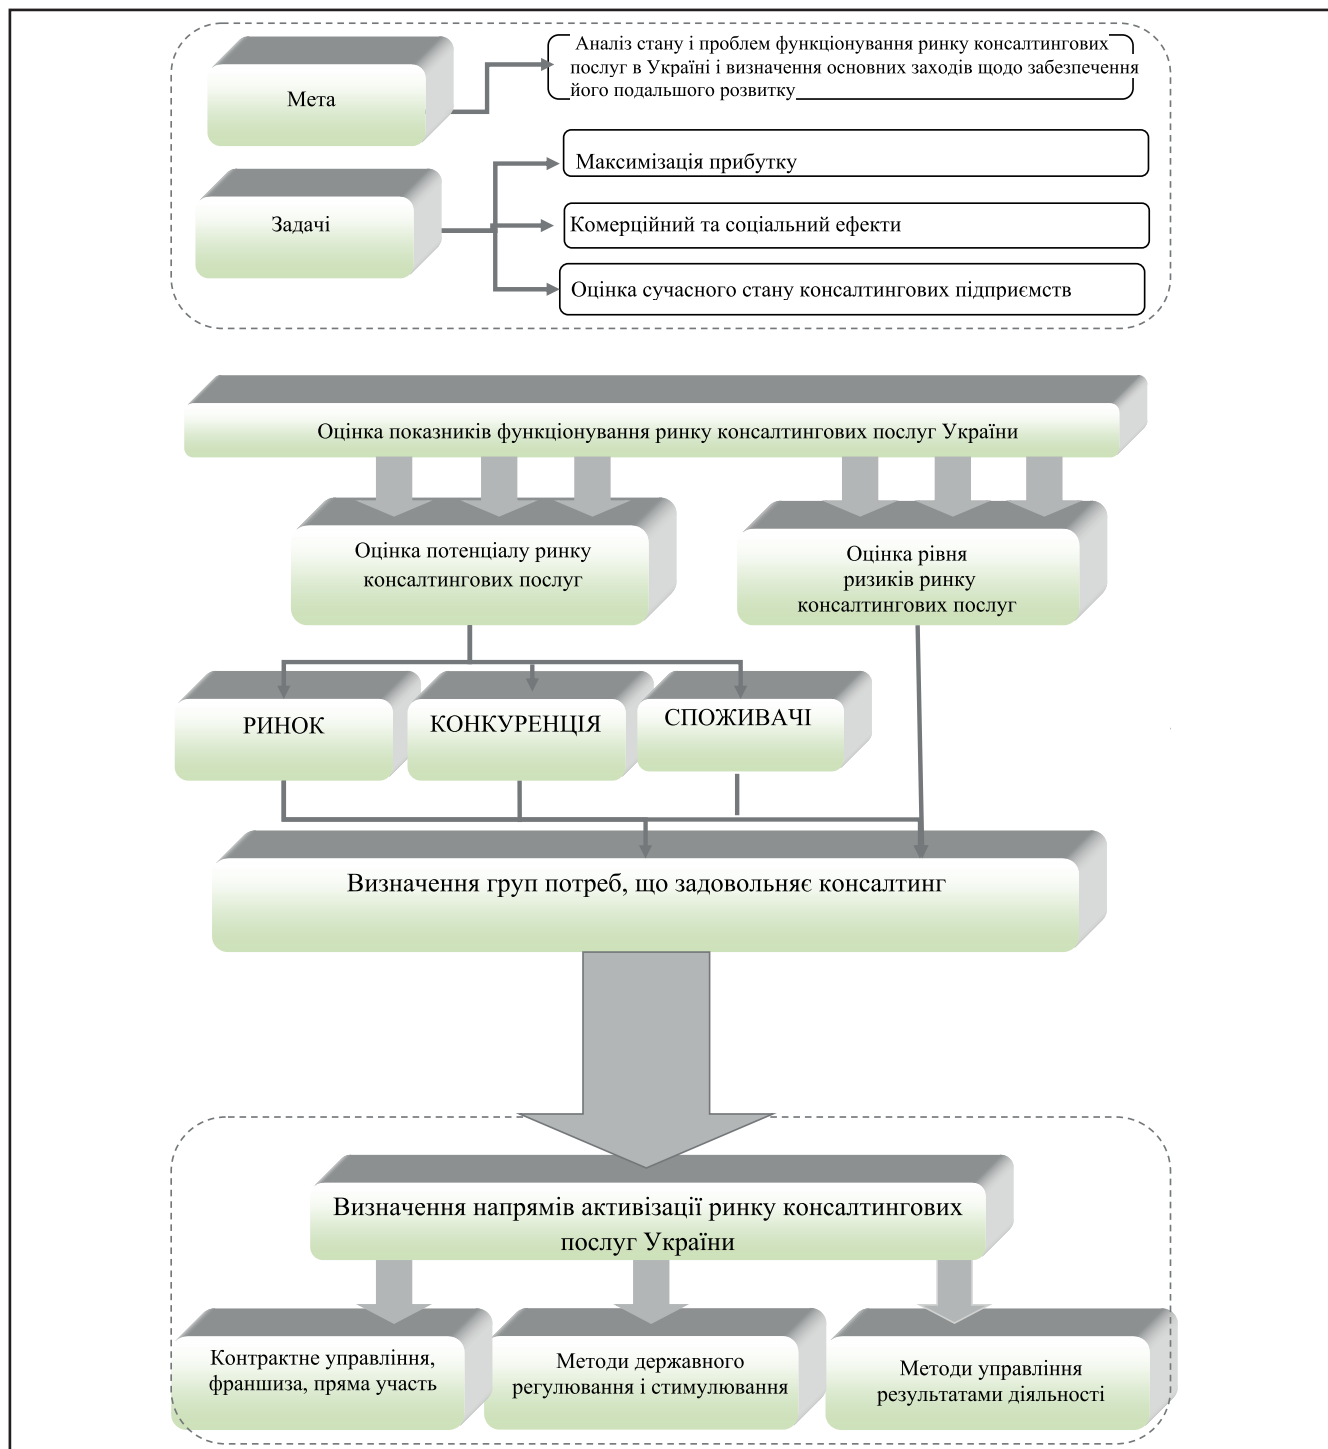 Мета
Аналіз стану і проблем функціонування ринку консалтингових
послуг в Україні і визначення основних заходів щодо забезпечення
його подальшого розвитку
Задачі
Максимізація прибутку
Комерційний та соціальний ефекти
Оцінка сучасного стану консалтингових підприємств
Оцінка показників функціонування ринку консалтингових послуг України
Оцінка потенціалу ринку
консалтингових послуг
Оцінка рівня
ризиків ринку
консалтингових послуг
РИНОК
КОНКУРЕНЦІЯ
СПОЖИВАЧІ
Визначення груп потреб, що задовольняє консалтинг
Визначення напрямів активізації ринку консалтингових
послуг України
Контрактне управління,
франшиза, пряма участь
Методи державного
регулювання і стимулювання
Методи управління
результатами діяльності